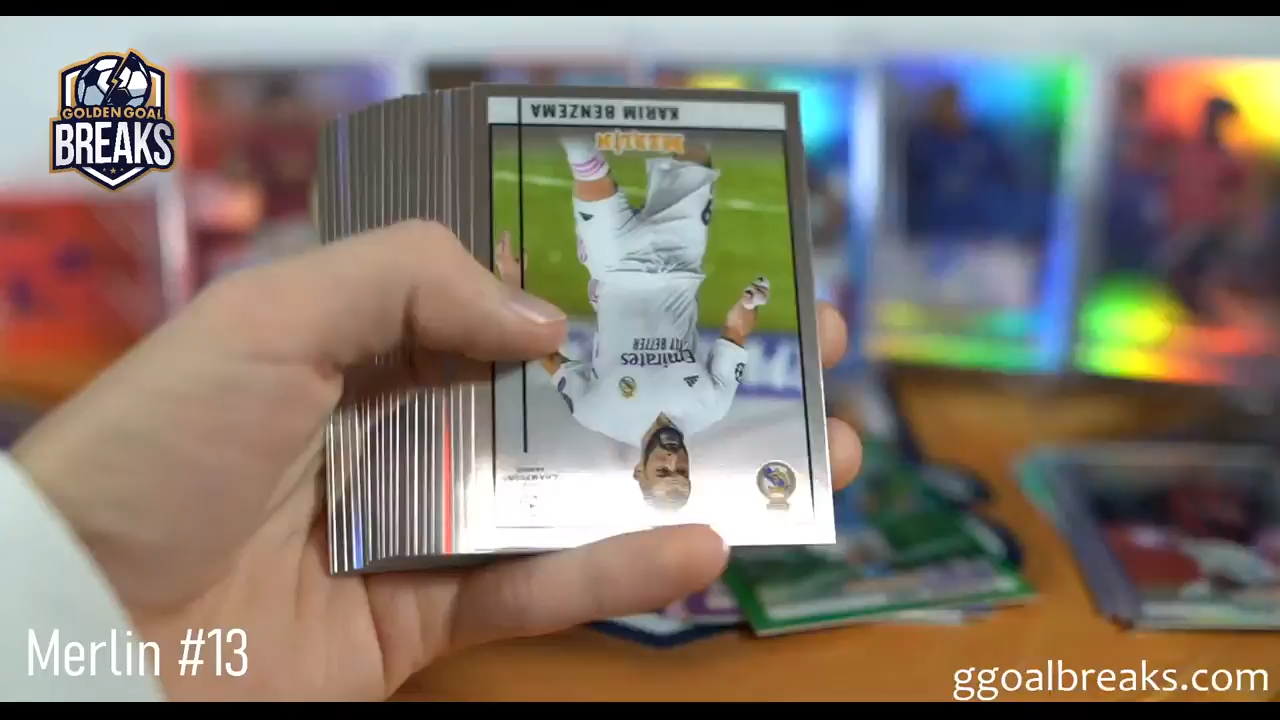 GOLDEN GOAL
BREAKS
KARIM BENZEMA
MERLIN
Emirates
FLY BETTER
Merlin #13
ggoalbreaks.com